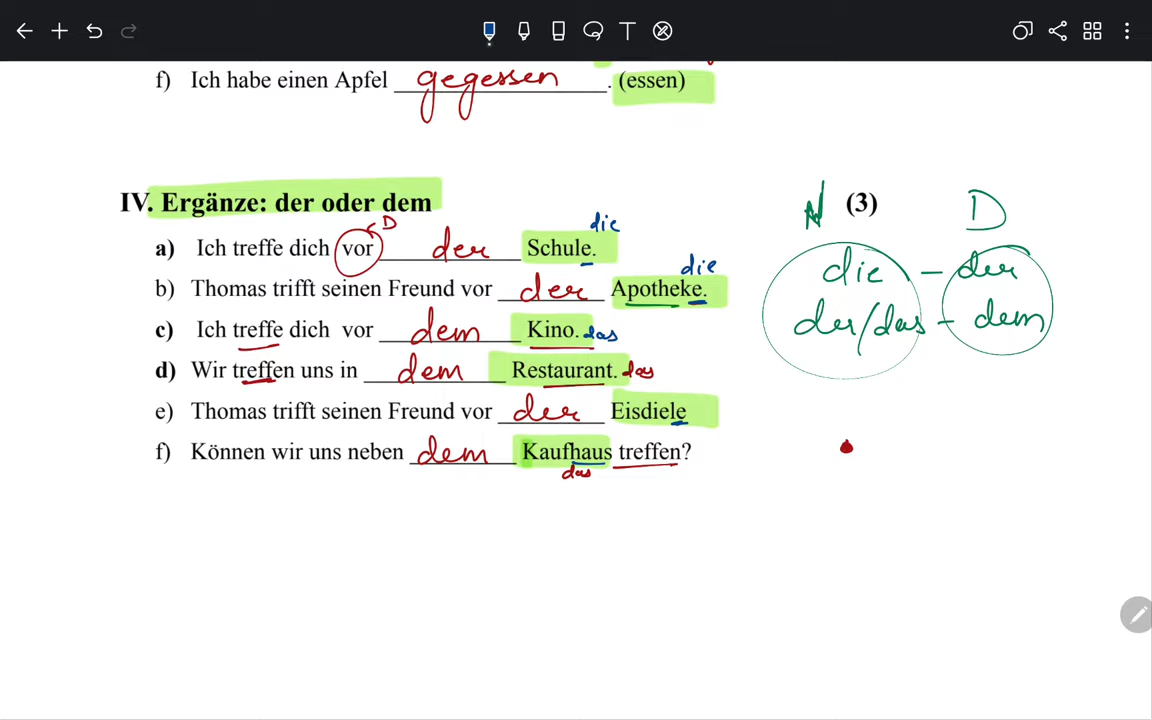 f) Ich habe einen Apfel gegessen. (essen)
IV. Ergänze: der oder dem (3)
N D
die - der
der/das - dem
D die
a) Ich treffe dich vor der Schule.
die
b) Thomas trifft seinen Freund vor der Apotheke.
c) Ich treffe dich vor dem Kino. das
d) Wir treffen uns in dem Restaurant. das
e) Thomas trifft seinen Freund vor der Eisdiele
f) Können wir uns neben dem Kaufhaus treffen?
das